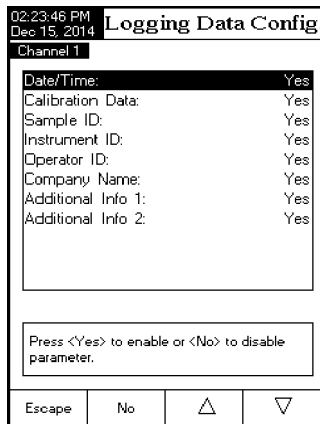 02:23:46 PM
Dec 15, 2014
Logging Data Config
Channel 1
Date/Time: Yes
Calibration Data: Yes
Sample ID: Yes
Instrument ID: Yes
Operator ID: Yes
Company Name: Yes
Additional Info 1: Yes
Additional Info 2: Yes
Press <Yes> to enable or <No> to disable
parameter.
Escape No